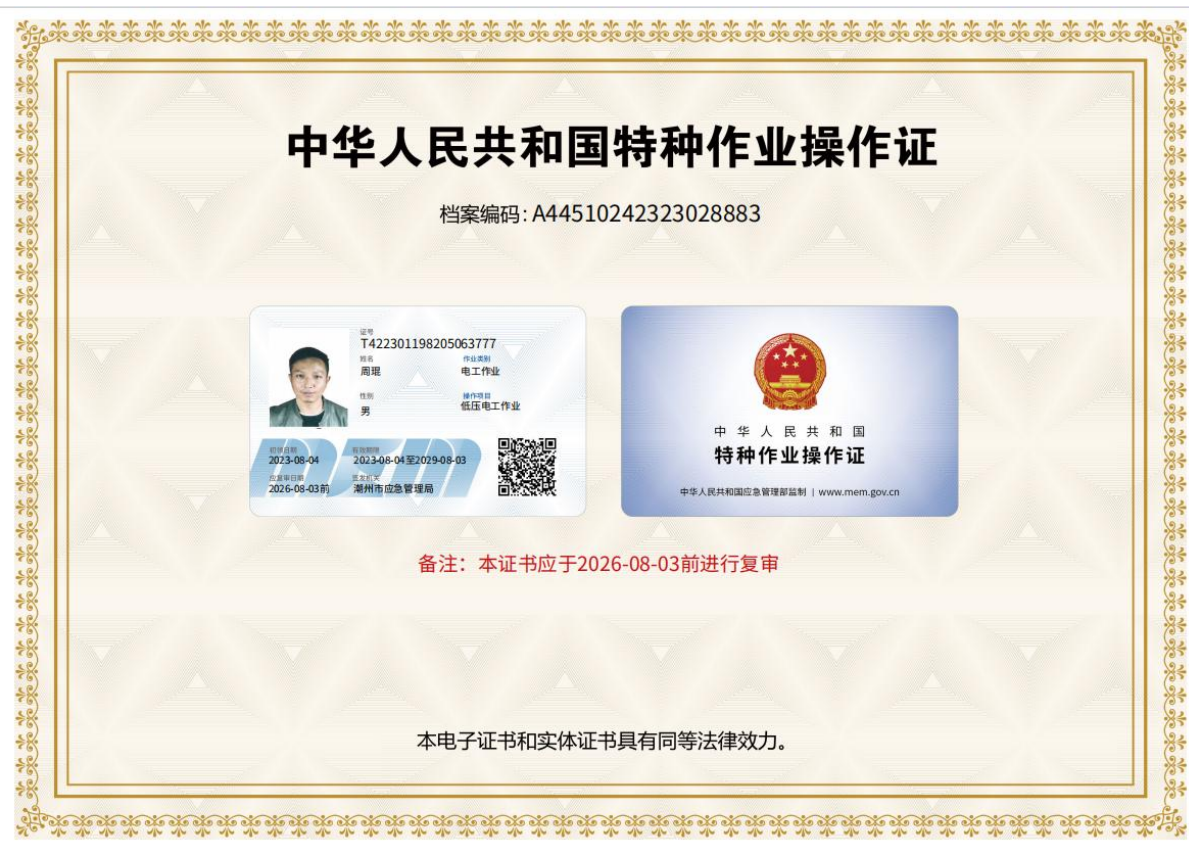 中华人民共和国特种作业操作证
档案编码: A44510242323028883
证号
T422301198205063777
姓名
周琨
作业类别
电工作业
性别
男
操作项目
低压电工作业
初领日期
2023-08-04
有效期限
2023-08-04至2029-08-03
应复审日期
2026-08-03前
签发机关
潮州市应急管理局
中华人民共和国
特种作业操作证
中华人民共和国应急管理部监制 | www.mem.gov.cn
备注：本证书应于2026-08-03前进行复审
本电子证书和实体证书具有同等法律效力。